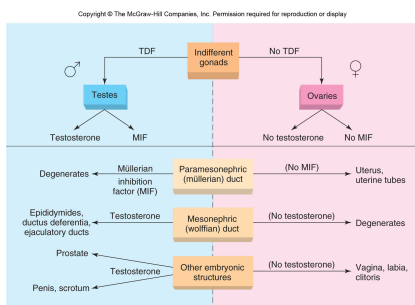 Copyright © The McGraw-Hill Companies, Inc. Permission required for reproduction or display
TDF
Indifferent
gonads
No TDF
♂
♀
Testes
Ovaries
Testosterone
MIF
No testosterone
No MIF
Degenerates
Müllerian
inhibition
factor (MIF)
Paramesonephric
(müllerian) duct
(No MIF)
Uterus,
uterine tubes
Epididymides,
ductus deferentia,
ejaculatory ducts
Testosterone
Mesonephric
(wolffian) duct
(No testosterone)
Degenerates
Prostate
Testosterone
Penis, scrotum
Other embryonic
structures
(No testosterone)
Vagina, labia,
clitoris